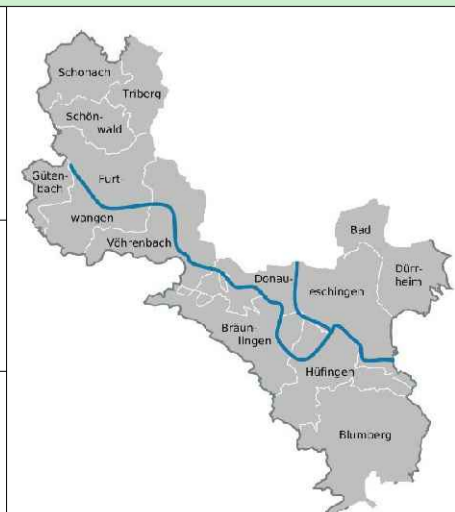 Schonach
Triberg
Schön-
wald
Güten-
bach
Furt-
wangen
Vöhrenbach
Bad
Dürr-
heim
Donau-
eschingen
Bräun-
lingen
Hüfingen
Blumberg